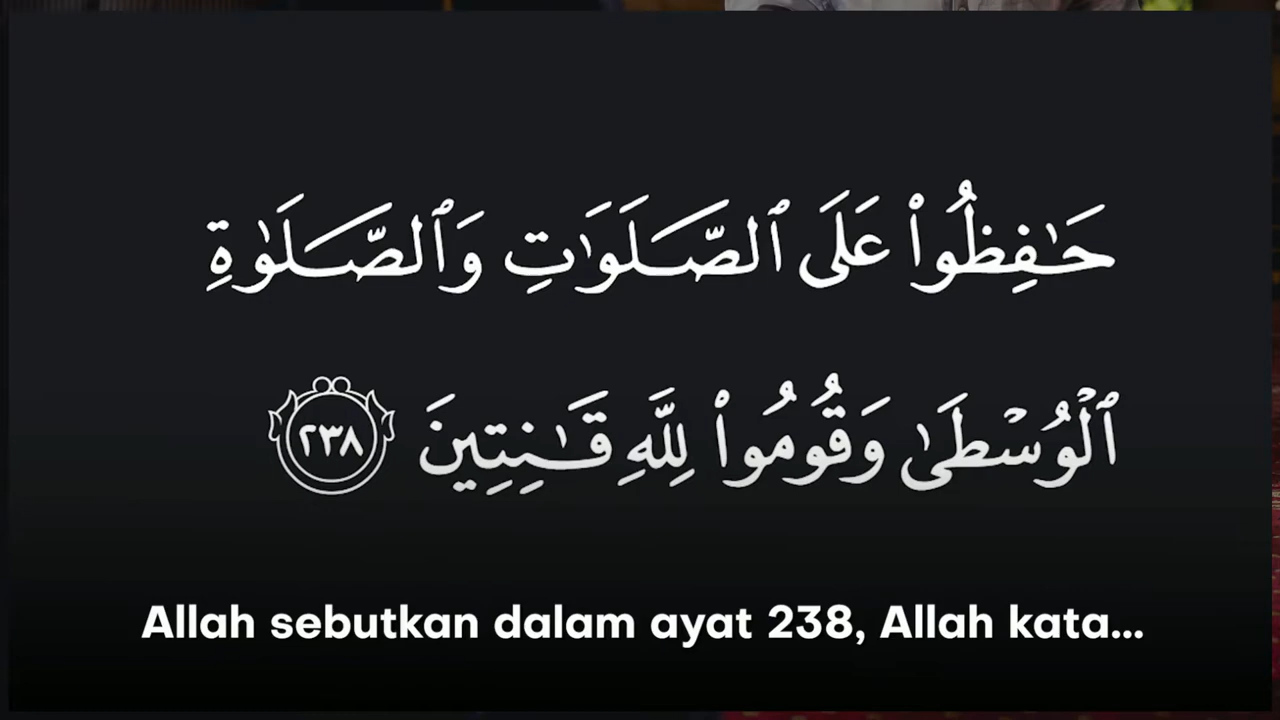 حَـٰفِظُوا۟ عَلَى ٱلصَّلَوَٰتِ وَٱلصَّلَوٰةِ
ٱلْوُسْطَىٰ وَقُومُوا۟ لِلَّهِ قَـٰنِتِينَ ٢٣٨
Allah sebutkan dalam ayat 238, Allah kata...